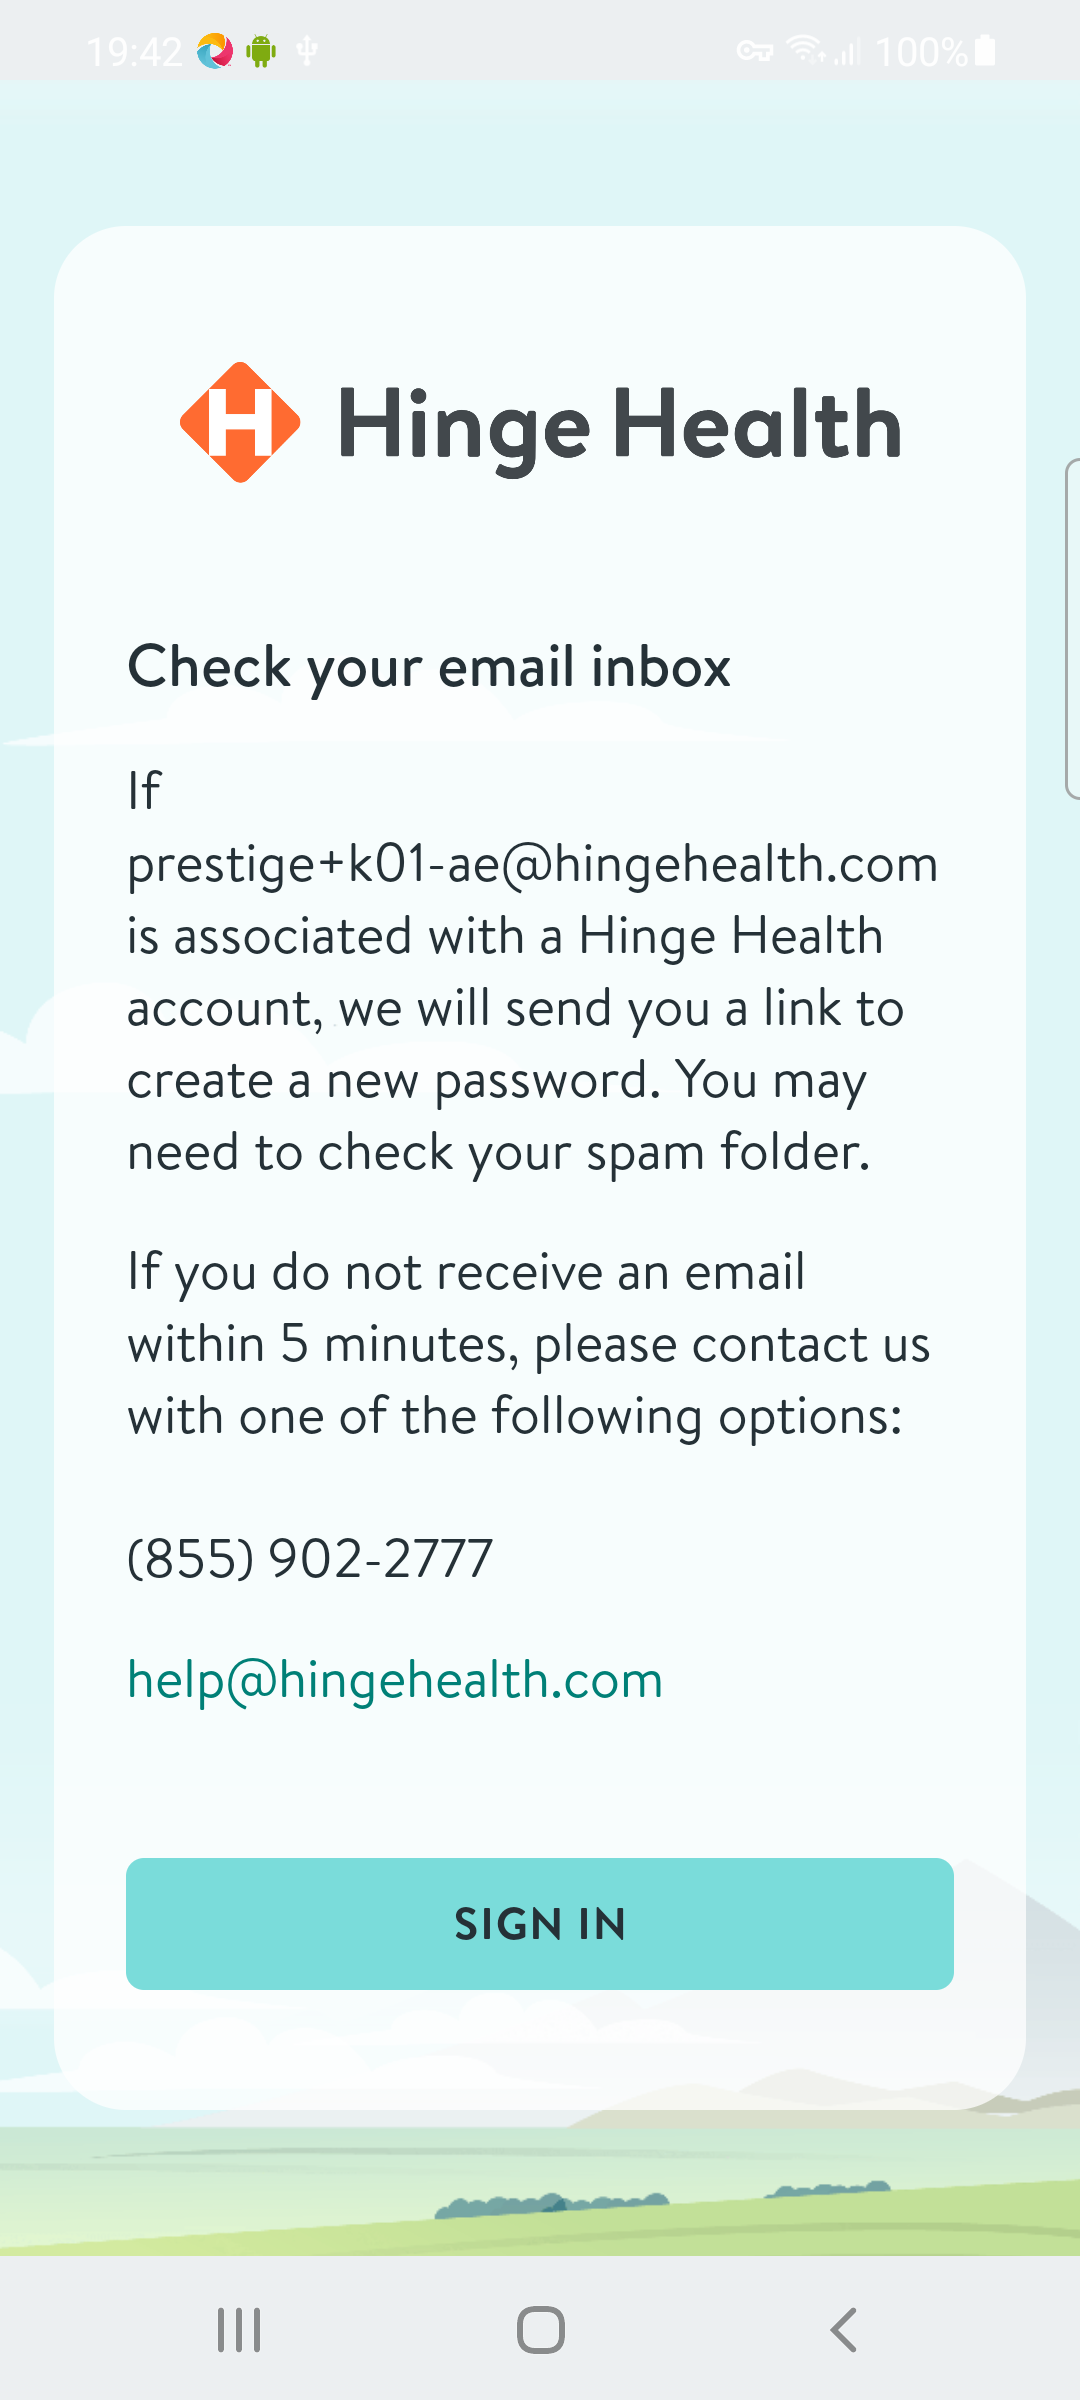 19:42
100%
Hinge Health
Check your email inbox
If
prestige+k01-ae@hingehealth.com
is associated with a Hinge Health
account, we will send you a link to
create a new password. You may
need to check your spam folder.
If you do not receive an email
within 5 minutes, please contact us
with one of the following options:
(855) 902-2777
help@hingehealth.com
SIGN IN